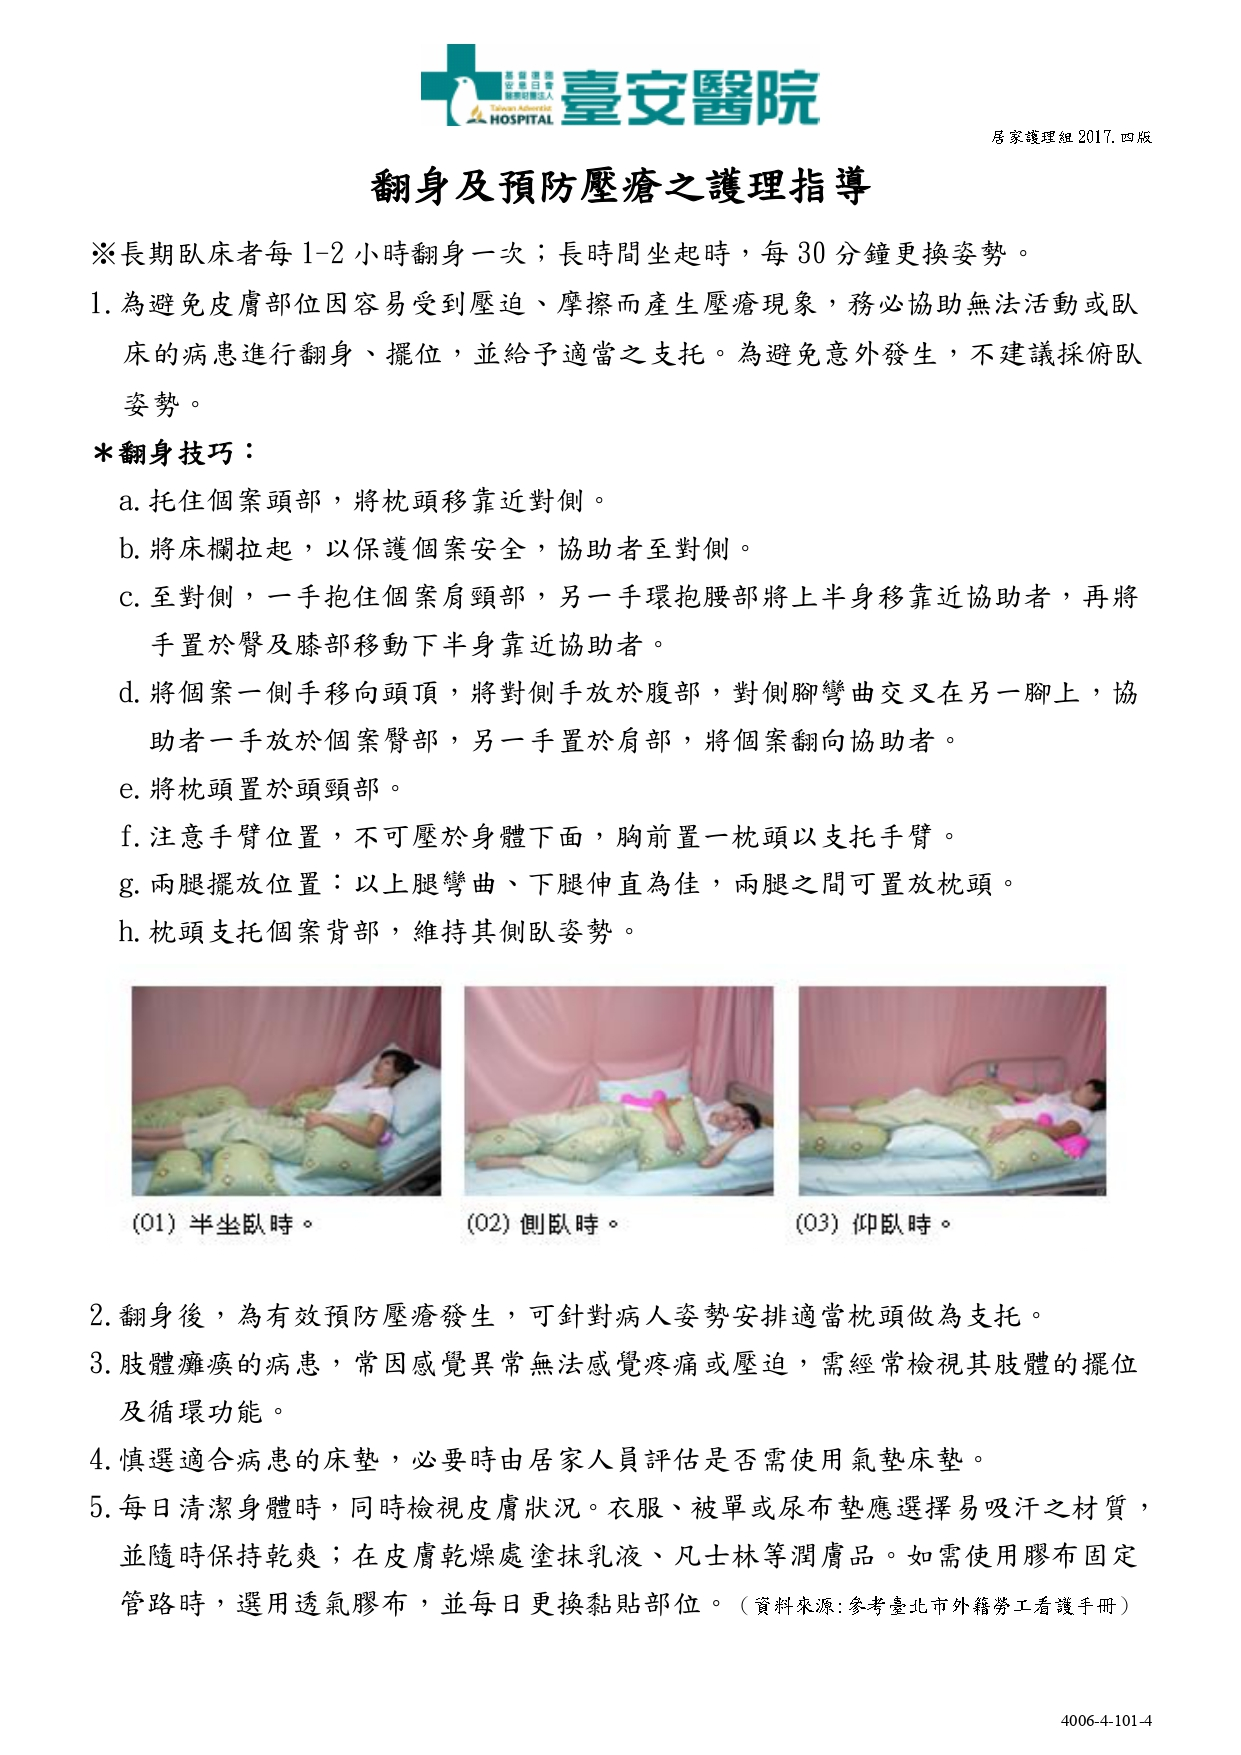 基督復臨
安息日會
醫療財團法人
Taiwan Adventist
HOSPITAL
臺安醫院
居家護理組 2017.四版
翻身及預防壓瘡之護理指導
※長期臥床者每 1-2 小時翻身一次；長時間坐起時，每 30 分鐘更換姿勢。
1.為避免皮膚部位因容易受到壓迫、摩擦而產生壓瘡現象，務必協助無法活動或臥
床的病患進行翻身、擺位，並給予適當之支托。為避免意外發生，不建議採俯臥
姿勢。
＊翻身技巧：
a.托住個案頭部，將枕頭移靠近對側。
b.將床欄拉起，以保護個案安全，協助者至對側。
c.至對側，一手抱住個案肩頸部，另一手環抱腰部將上半身移靠近協助者，再將
手置於臀及膝部移動下半身靠近協助者。
d.將個案一側手移向頭頂，將對側手放於腹部，對側腳彎曲交叉在另一腳上，協
助者一手放於個案臀部，另一手置於肩部，將個案翻向協助者。
e.將枕頭置於頭頸部。
f.注意手臂位置，不可壓於身體下面，胸前置一枕頭以支托手臂。
g.兩腿擺放位置：以上腿彎曲、下腿伸直為佳，兩腿之間可置放枕頭。
h.枕頭支托個案背部，維持其側臥姿勢。
(01) 半坐臥時。
(02) 側臥時。
(03) 仰臥時。
2.翻身後，為有效預防壓瘡發生，可針對病人姿勢安排適當枕頭做為支托。
3.肢體癱瘓的病患，常因感覺異常無法感覺疼痛或壓迫，需經常檢視其肢體的擺位
及循環功能。
4.慎選適合病患的床墊，必要時由居家人員評估是否需使用氣墊床墊。
5.每日清潔身體時，同時檢視皮膚狀況。衣服、被單或尿布墊應選擇易吸汗之材質，
並隨時保持乾爽；在皮膚乾燥處塗抹乳液、凡士林等潤膚品。如需使用膠布固定
管路時，選用透氣膠布，並每日更換黏貼部位。（資料來源:參考臺北市外籍勞工看護手冊）
4006-4-101-4